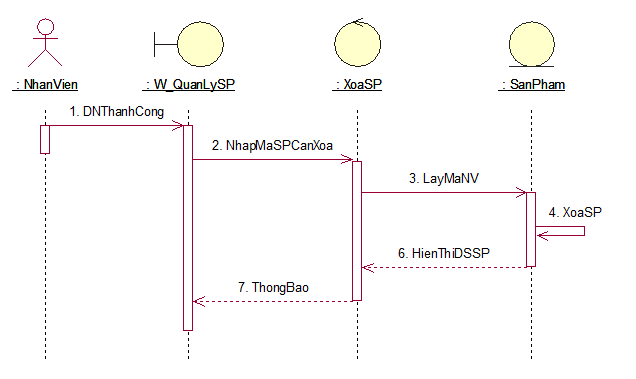 : NhanVien
: W_QuanLySP
: XoaSP
: SanPham
1. DNThanhCong
2. NhapMaSPCanXoa
3. LayMaNV
4. XoaSP
6. HienThiDSSP
7. ThongBao